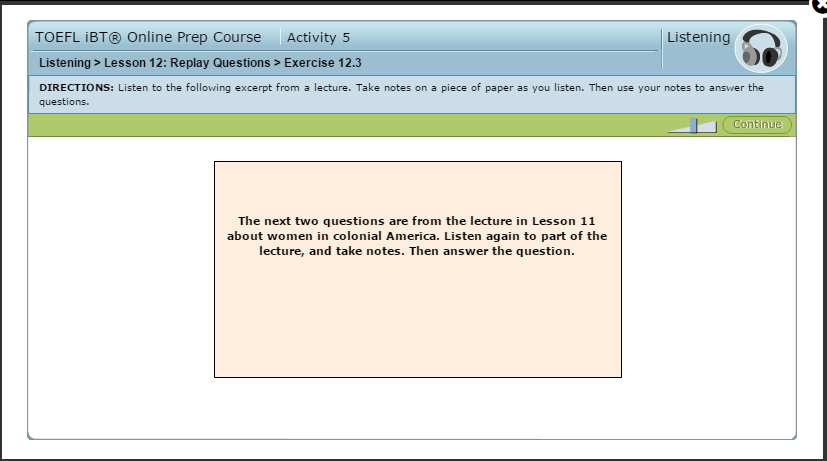 TOEFL iBT® Online Prep Course Activity 5 Listening
Listening > Lesson 12: Replay Questions > Exercise 12.3
DIRECTIONS: Listen to the following excerpt from a lecture. Take notes on a piece of paper as you listen. Then use your notes to answer the
questions.
Continue
The next two questions are from the lecture in Lesson 11
about women in colonial America. Listen again to part of the
lecture, and take notes. Then answer the question.